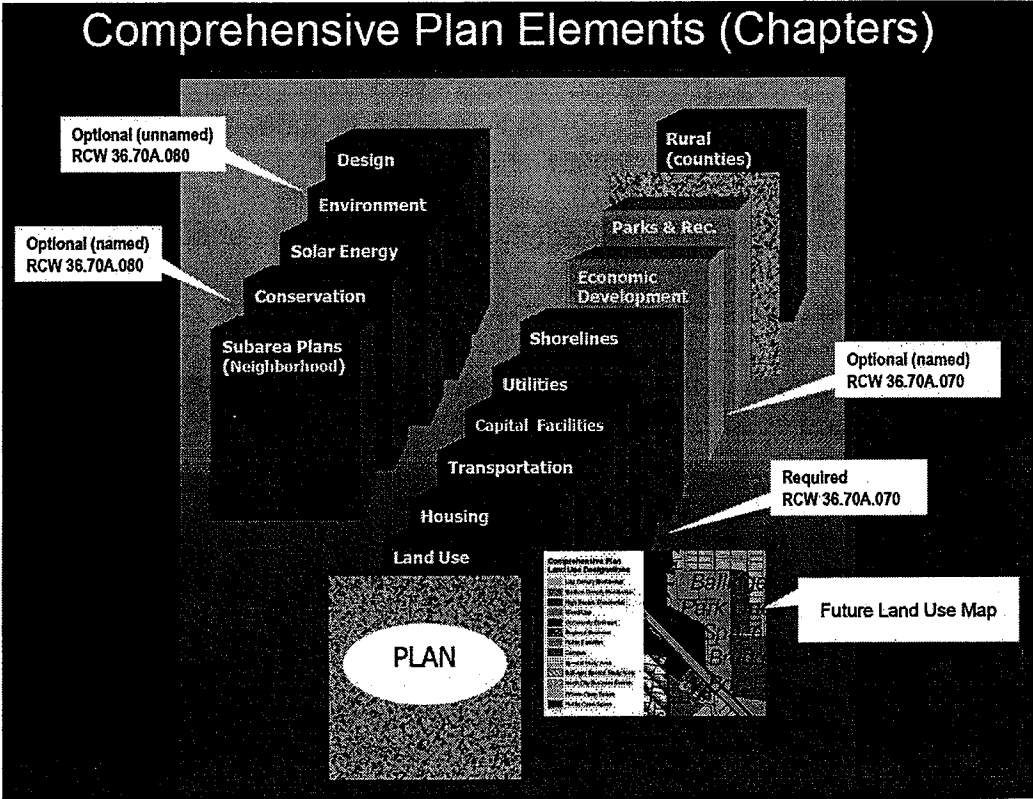 Comprehensive Plan Elements (Chapters)
Optional (unnamed)
RCW 36.70A.080
Optional (named)
RCW 36.70A.080
Design
Environment
Solar Energy
Conservation
Subarea Plans
(Neighborhood)
Rural
(counties)
Parks & Rec.
Economic
Development
Shorelines
Utilities
Capital Facilities
Transportation
Housing
Land Use
Optional (named)
RCW 36.70A.070
Required
RCW 36.70A.070
PLAN
Comprehensive Plan
Land Use Designations
Future Land Use Map